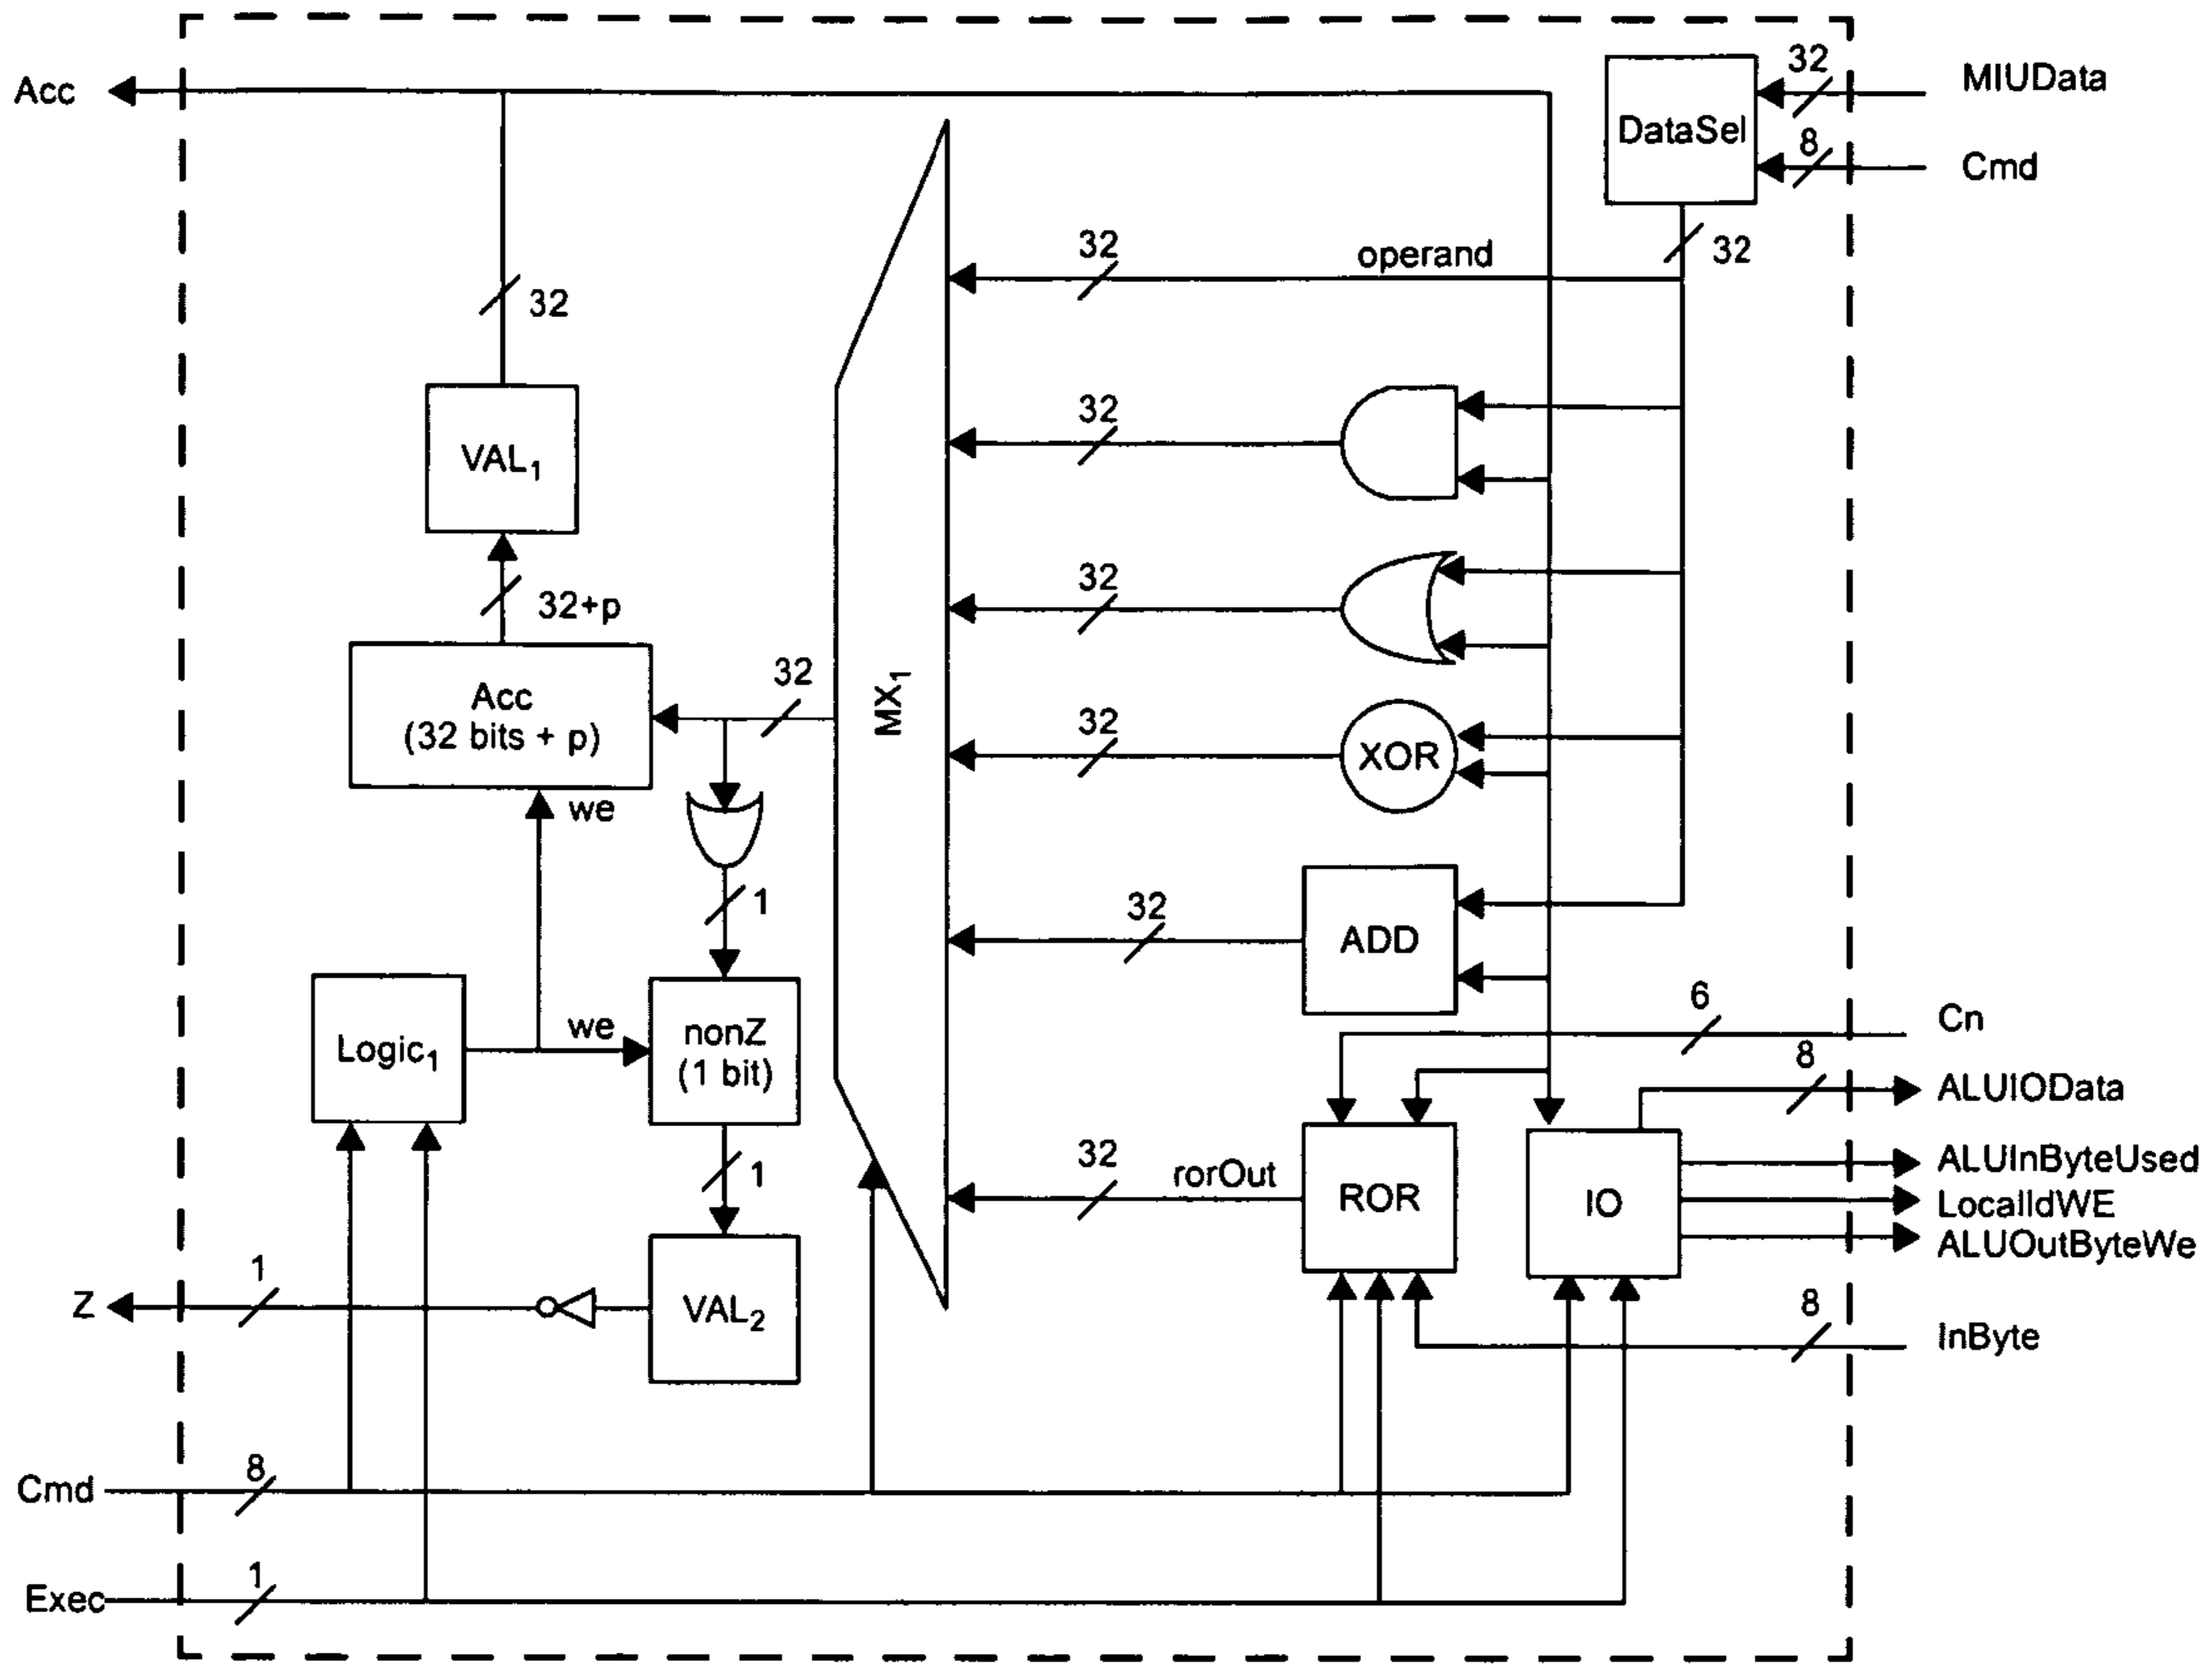 32
MIUData
Acc
DataSel
8
Cmd
32
operand
32
32
32
VAL1
32
32+p
32
Acc
(32 bits + p)
MX1
32
XOR
we
1
32
ADD
6
Cn
we
nonZ
(1 bit)
Logic1
8
ALUIOData
1
32
rorOut
ROR
IO
ALUInByteUsed
LocalIdWE
ALUOutByteWe
1
Z
VAL2
8
InByte
8
Cmd
1
Exec